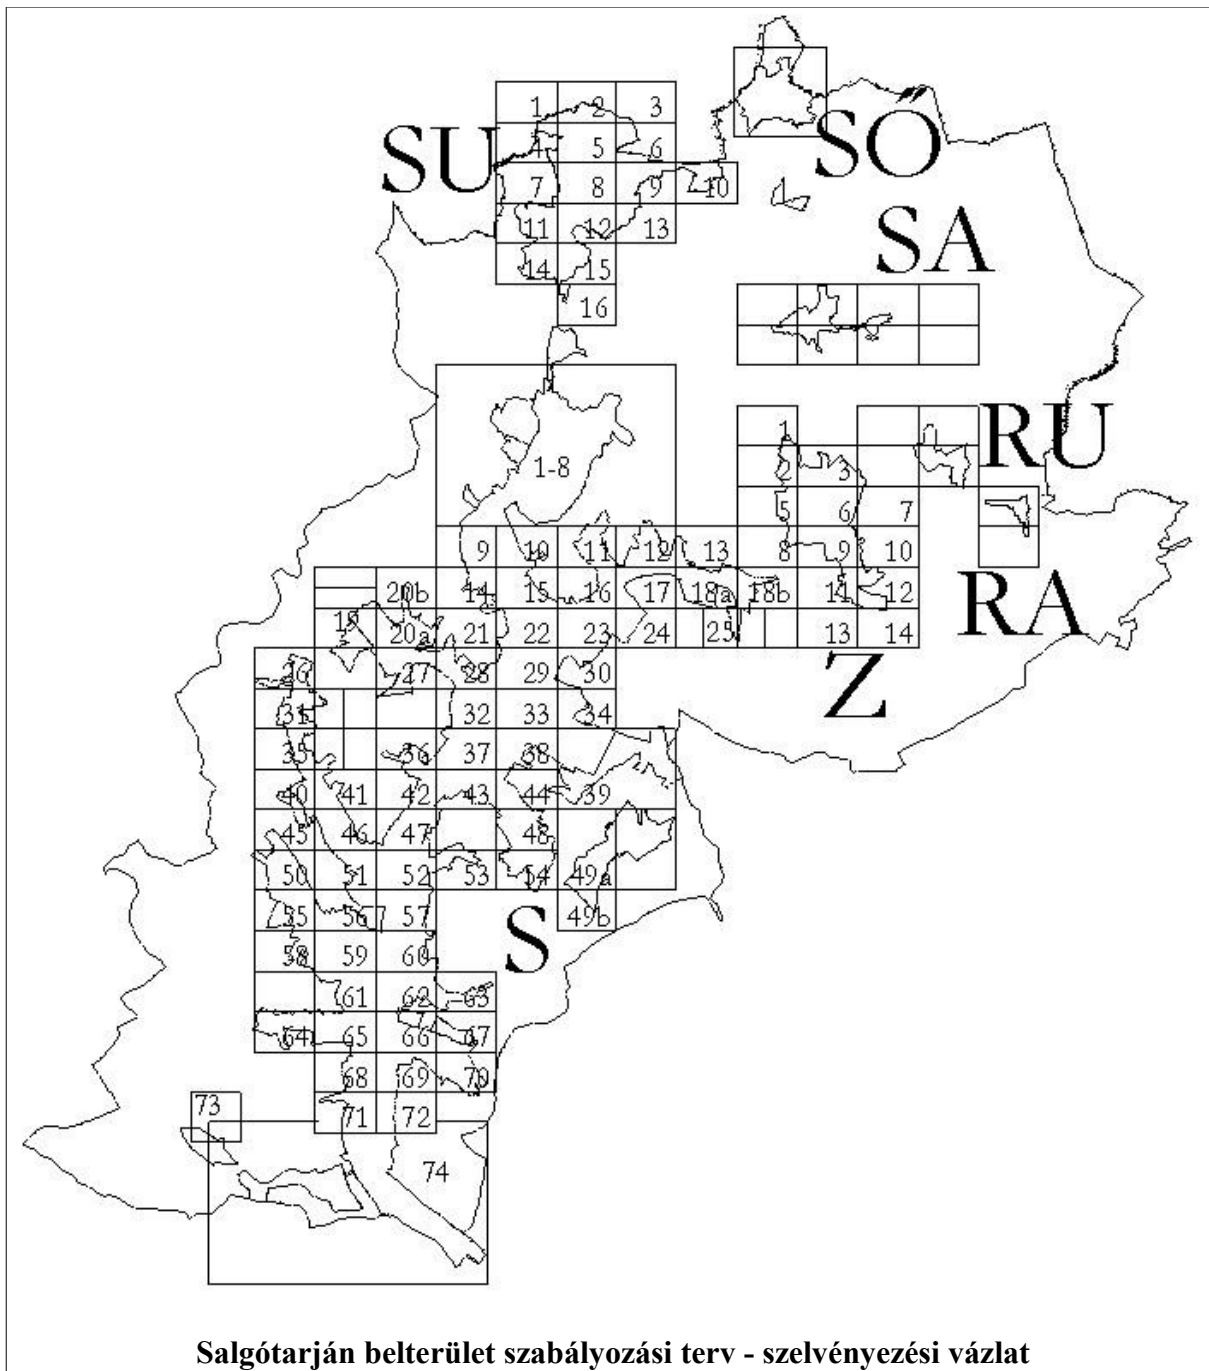 1 2 3
SU 4 5 6 SO
7 8 9 10
11 12 13
SA
14 15
16
RU
1
1-8 2 3
5 6 7
9 10 11 12 13 8 9 10
20b 14 15 16 17 18a 18b 11 12
RA
19 20a 21 22 23 24 25 13 14
26 27 28 29 30 Z
31 32 33 34
35 36 37 38
40 41 42 43 44 39
45 46 47 48
50 51 52 53 54 49a
55 56 57 49b
S
58 59 60
61 62 63
64 65 66 67
68 69 70
73 71 72
74
Salgótarján belterület szabályozási terv - szelvényezési vázlat